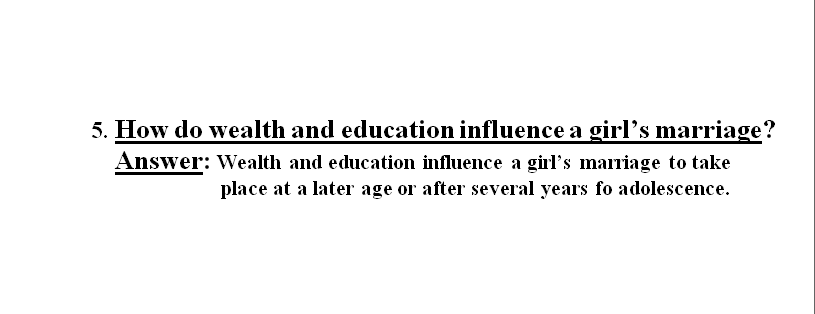 5. How do wealth and education influence a girl's marriage?
Answer: Wealth and education influence a girl's marriage to take
place at a later age or after several years fo adolescence.